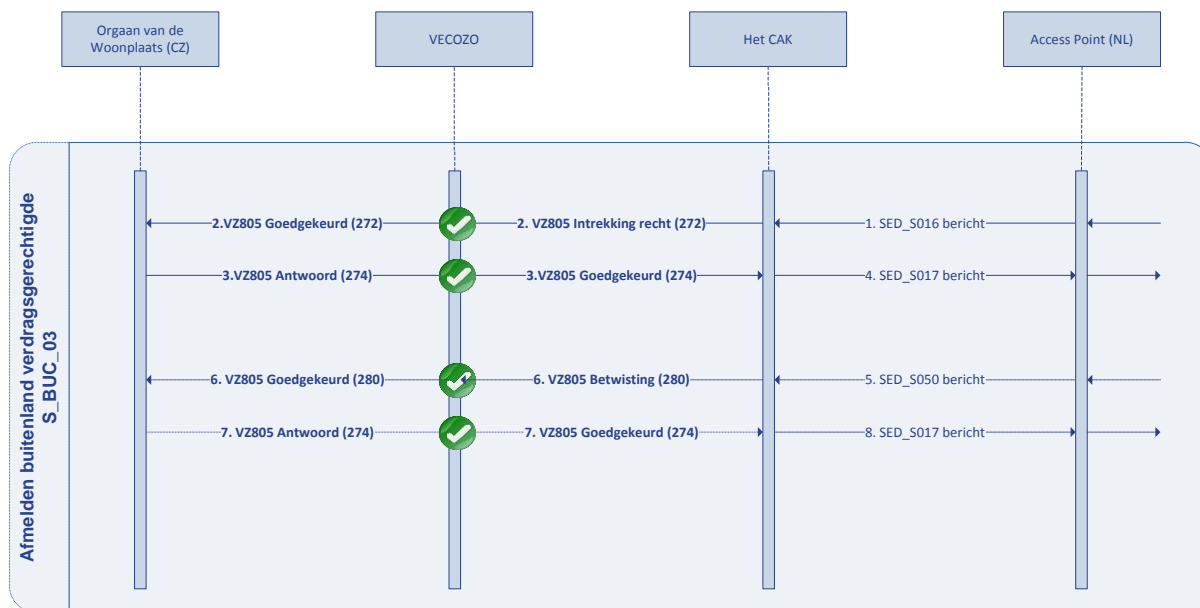 Orgaan van de
Woonplaats (CZ)
VECOZO
Het CAK
Access Point (NL)
Afmelden buitenland verdragsgerechtigde
S_BUC_03
2.VZ805 Goedgekeurd (272)
2. VZ805 Intrekking recht (272)
1. SED_S016 bericht
3.VZ805 Antwoord (274)
3.VZ805 Goedgekeurd (274)
4. SED_S017 bericht
6. VZ805 Goedgekeurd (280)
6. VZ805 Betwisting (280)
5. SED_S050 bericht
7. VZ805 Antwoord (274)
7. VZ805 Goedgekeurd (274)
8. SED_S017 bericht